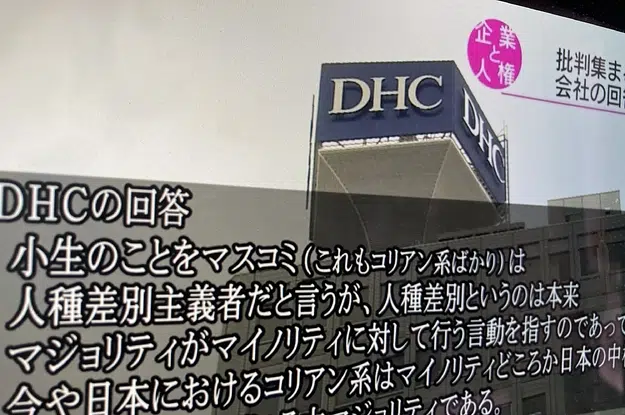 企業と人権
批判集ま
会社の回答
DHC
DHC
DHCの回答
小生のことをマスコミ(これもコリアン系ばかり)は
人種差別主義者だと言うが、人種差別というのは本来
マジョリティがマイノリティに対して行う言動を指すのであって
今や日本におけるコリアン系はマイノリティどころか日本の中
マジョリティである。